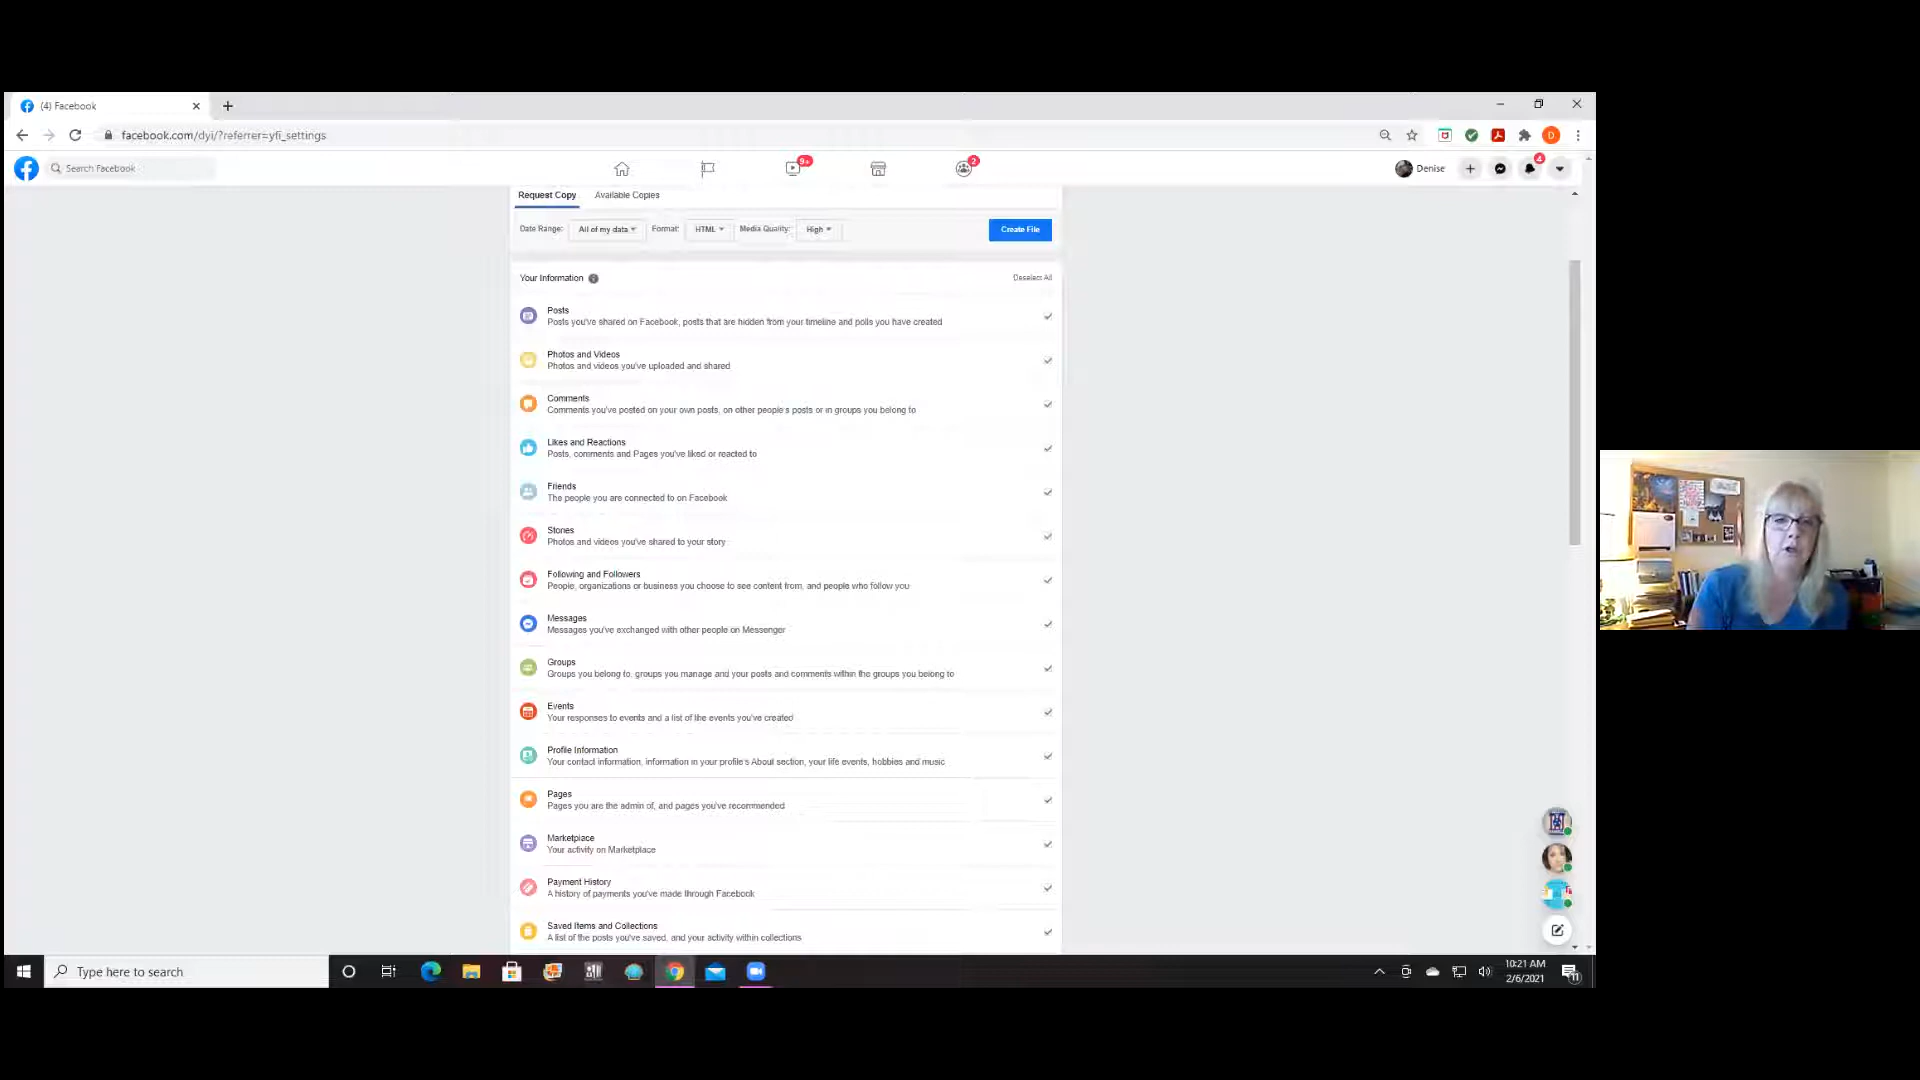 (4) Facebook
facebook.com/dyi/?referrer=yfi_settings
D
Search Facebook
9+
2
Denise
4
Request Copy Available Copies
Date Range: All of my data Format: HTML Media Quality: High Create File
Your Information Deselect All
Posts
Posts you've shared on Facebook, posts that are hidden from your timeline and polls you have created
Photos and Videos
Photos and videos you've uploaded and shared
Comments
Comments you've posted on your own posts, on other people's posts or in groups you belong to
Likes and Reactions
Posts, comments and Pages you've liked or reacted to
Friends
The people you are connected to on Facebook
Stories
Photos and videos you've shared to your story
Following and Followers
People, organizations or business you choose to see content from, and people who follow you
Messages
Messages you've exchanged with other people on Messenger
Groups
Groups you belong to, groups you manage and your posts and comments within the groups you belong to
Events
Your responses to events and a list of the events you've created
Profile Information
Your contact information, information in your profile's About section, your life events, hobbies and music
Pages
Pages you are the admin of, and pages you've recommended
Marketplace
Your activity on Marketplace
Payment History
A history of payments you've made through Facebook
Saved Items and Collections
A list of the posts you've saved, and your activity within collections
Type here to search
10:21 AM
2/6/2021
11